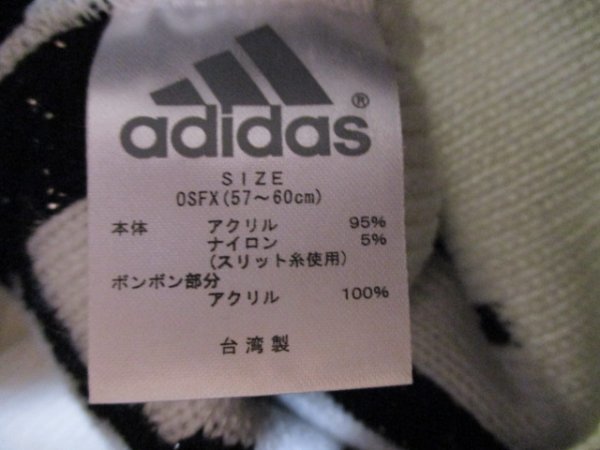 adidas®
SIZE
OSFX(57～60cm)
本体 アクリル 95%
ナイロン 5%
(スリット糸使用)
ボンボン部分
アクリル 100%
台湾製